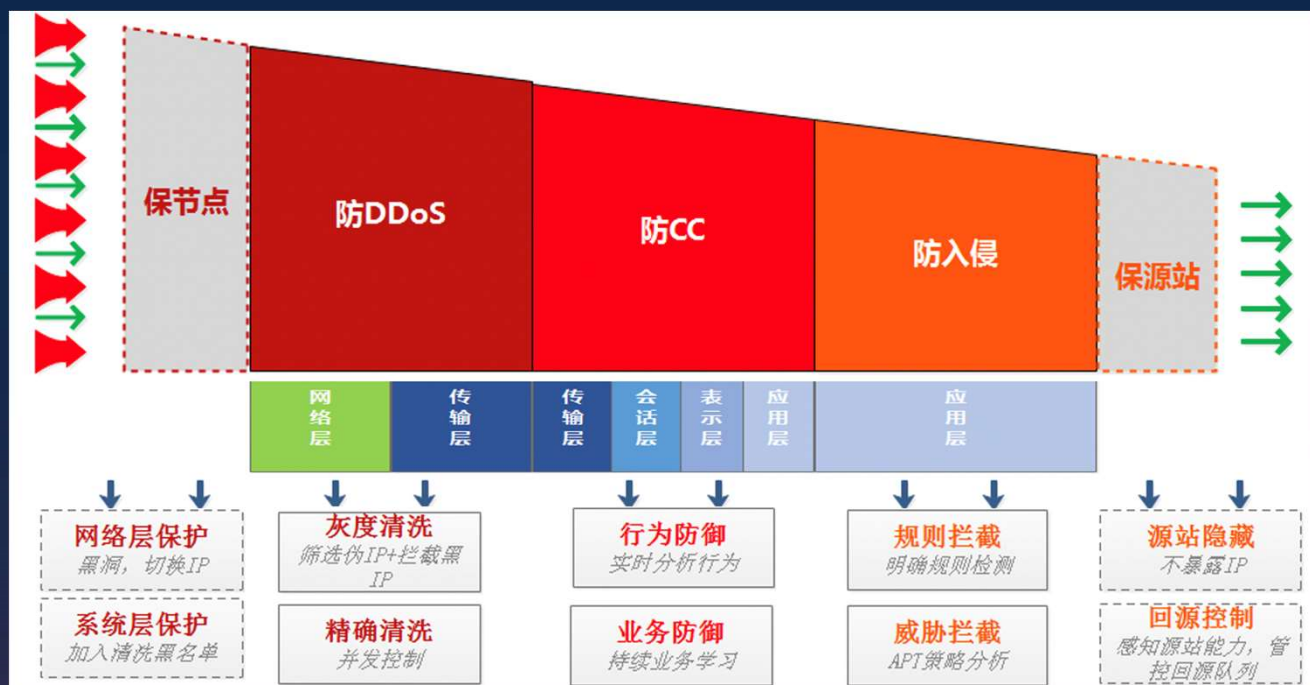 保节点
防DDoS
防CC
防入侵
保源站
网络层
传输层
传输层
会话层
表示层
应用层
应用层
网络层保护
黑洞，切换IP
系统层保护
加入清洗黑名单
灰度清洗
筛选伪IP+拦截黑
IP
精确清洗
并发控制
行为防御
实时分析行为
业务防御
持续业务学习
规则拦截
明确规则检测
威胁拦截
APT策略分析
源站隐藏
不暴露IP
回源控制
感知源站能力，管
控回源队列